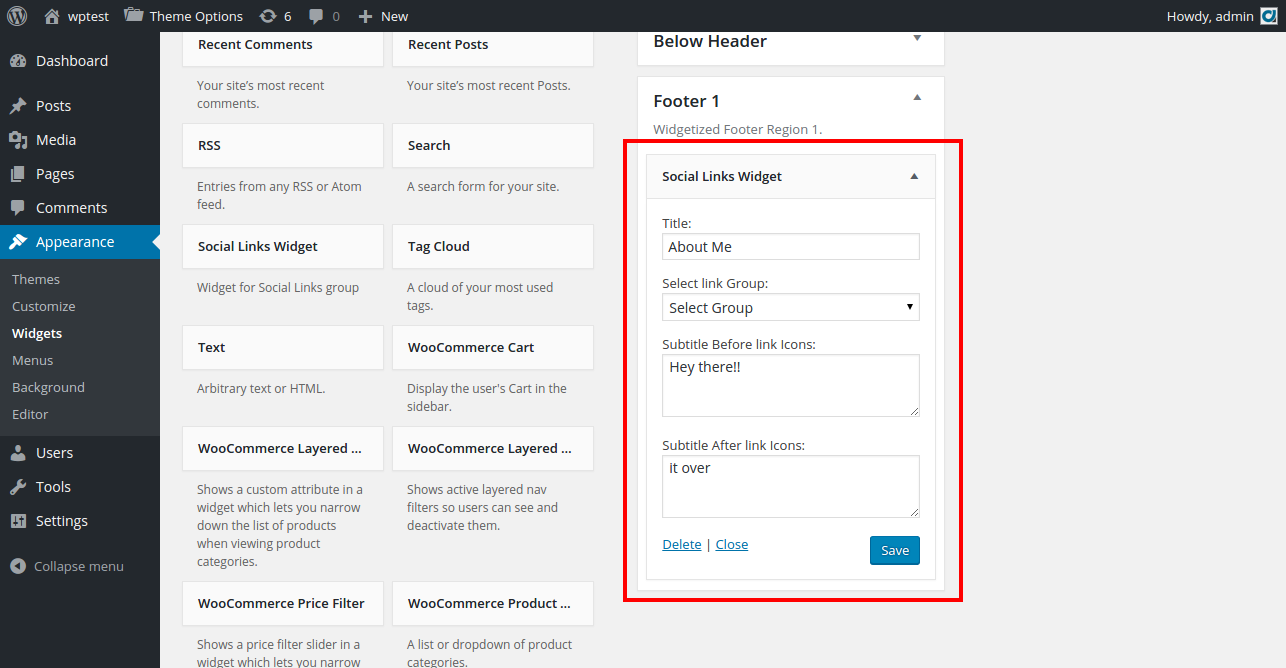 wptest
Theme Options
6
0
New
Howdy, admin
Dashboard
Posts
Media
Pages
Comments
Appearance
Themes
Customize
Widgets
Menus
Background
Editor
Users
Tools
Settings
Collapse menu
Recent Comments
Your site’s most recent
comments.
Recent Posts
Your site’s most recent Posts.
RSS
Entries from any RSS or Atom
feed.
Search
A search form for your site.
Social Links Widget
Widget for Social Links group
Tag Cloud
A cloud of your most used
tags.
Text
Arbitrary text or HTML.
WooCommerce Cart
Display the user's Cart in the
sidebar.
WooCommerce Layered ...
Shows a custom attribute in a
widget which lets you narrow
down the list of products
when viewing product
categories.
WooCommerce Layered ...
Shows active layered nav
filters so users can see and
deactivate them.
WooCommerce Price Filter
Shows a price filter slider in a
widget which lets you narrow
WooCommerce Product ...
A list or dropdown of product
categories.
Below Header
Footer 1
Widgetized Footer Region 1.
Social Links Widget
Title:
About Me
Select link Group:
Select Group
Subtitle Before link Icons:
Hey there!!
Subtitle After link Icons:
it over
Delete | Close
Save